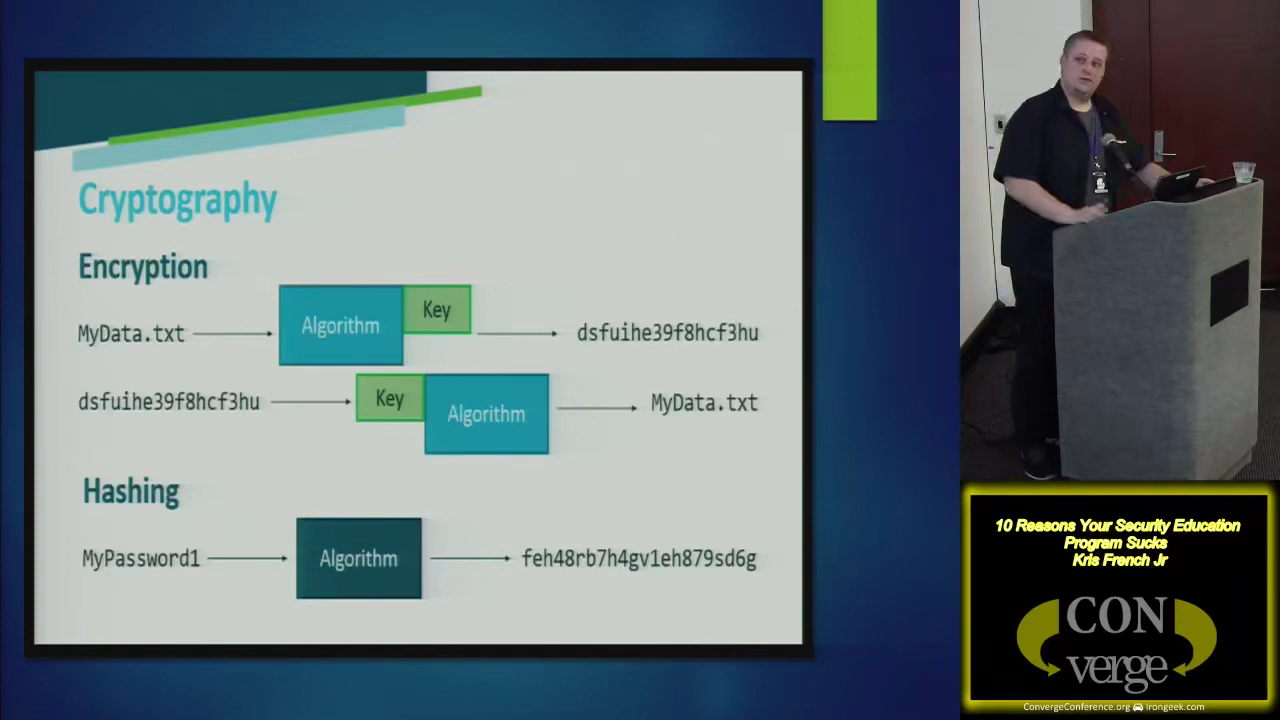 Cryptography
Encryption
MyData.txt
Algorithm
Key
dsfuihe39f8hcf3hu
dsfuihe39f8hcf3hu
Key
Algorithm
MyData.txt
Hashing
MyPassword1
Algorithm
feh48rb7h4gv1eh879sd6g
10 Reasons Your Security Education
Program Sucks
Kris French Jr
CON
verge
ConvergeConference.org Irongeek.com